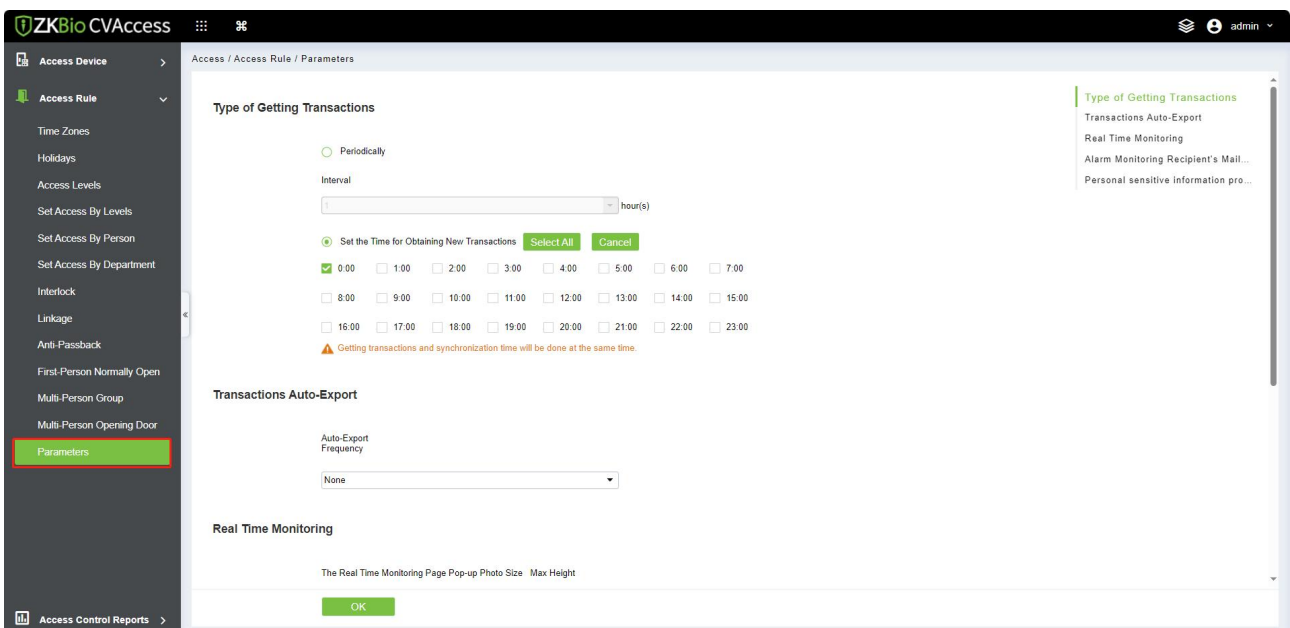 ZKBio CVAccess
admin
Access Device
Access Rule
Time Zones
Holidays
Access Levels
Set Access By Levels
Set Access By Person
Set Access By Department
Interlock
Linkage
Anti-Passback
First-Person Normally Open
Multi-Person Group
Multi-Person Opening Door
Parameters
Access Control Reports
Access / Access Rule / Parameters
Type of Getting Transactions
Periodically
Interval
1 hour(s)
Set the Time for Obtaining New Transactions Select All Cancel
0:00 1:00 2:00 3:00 4:00 5:00 6:00 7:00
8:00 9:00 10:00 11:00 12:00 13:00 14:00 15:00
16:00 17:00 18:00 19:00 20:00 21:00 22:00 23:00
Getting transactions and synchronization time will be done at the same time.
Transactions Auto-Export
Auto-Export
Frequency
None
Real Time Monitoring
The Real Time Monitoring Page Pop-up Photo Size Max Height
OK
Type of Getting Transactions
Transactions Auto-Export
Real Time Monitoring
Alarm Monitoring Recipient's Mail...
Personal sensitive information pro...